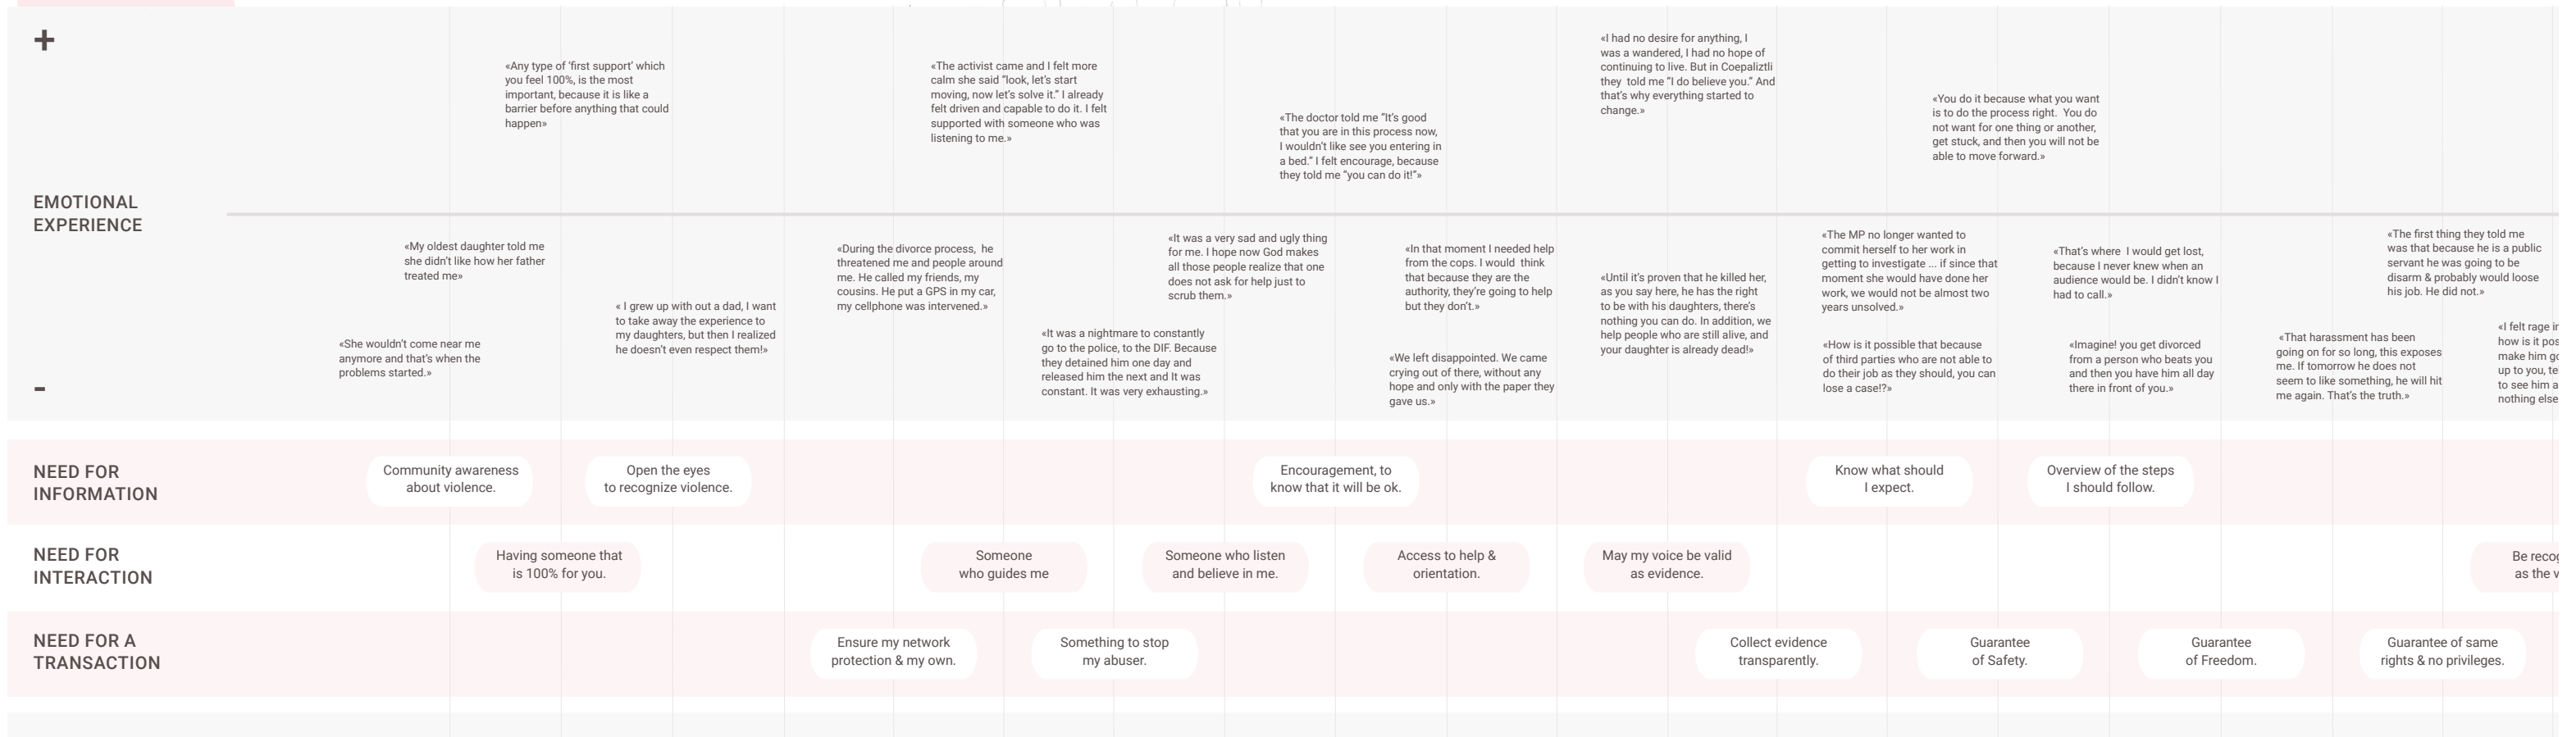 +
«Any type of ‘first support’ which
you feel 100%, is the most
important, because it is like a
barrier before anything that could
happen»
«The activist came and I felt more
calm she said “look, let’s start
moving, now let’s solve it.” I already
felt driven and capable to do it. I felt
supported with someone who was
listening to me.»
«The doctor told me “It’s good
that you are in this process now,
I wouldn’t like see you entering in
a bed.” I felt encourage, because
they told me “you can do it!”»
«I had no desire for anything, I
was a wandered, I had no hope of
continuing to live. But in Coepaliztli
they told me “I do believe you.” And
that’s why everything started to
change.»
«You do it because what you want
is to do the process right. You do
not want for one thing or another,
get stuck, and then you will not be
able to move forward.»
EMOTIONAL
EXPERIENCE
«My oldest daughter told me
she didn’t like how her father
treated me»
«She wouldn’t come near me
anymore and that’s when the
problems started.»
« I grew up with out a dad, I want
to take away the experience to
my daughters, but then I realized
he doesn’t even respect them!»
«During the divorce process, he
threatened me and people around
me. He called my friends, my
cousins. He put a GPS in my car,
my cellphone was intervened.»
«It was a nightmare to constantly
go to the police, to the DIF. Because
they detained him one day and
released him the next and It was
constant. It was very exhausting.»
«It was a very sad and ugly thing
for me. I hope now God makes
all those people realize that one
does not ask for help just to
scrub them.»
«In that moment I needed help
from the cops. I would think
that because they are the
authority, they’re going to help
but they don’t.»
«We left disappointed. We came
crying out of there, without any
hope and only with the paper they
gave us.»
«Until it’s proven that he killed her,
as you say here, he has the right
to be with his daughters, there’s
nothing you can do. In addition, we
help people who are still alive, and
your daughter is already dead!»
«The MP no longer wanted to
commit herself to her work in
getting to investigate ... if since that
moment she would have done her
work, we would not be almost two
years unsolved.»
«How is it possible that because
of third parties who are not able to
do their job as they should, you can
lose a case!?»
«That’s where I would get lost,
because I never knew when an
audience would be. I didn’t know I
had to call.»
«Imagine! you get divorced
from a person who beats you
and then you have him all day
there in front of you.»
«The first thing they told me
was that because he is a public
servant he was going to be
disarm & probably would loose
his job. He did not.»
«That harassment has been
going on for so long, this exposes
me. If tomorrow he does not
seem to like something, he will hit
me again. That’s the truth.»
«I felt rage
how is it
make him
up to you,
to see him
nothing else
-
NEED FOR
INFORMATION
Community awareness
about violence.
Open the eyes
to recognize violence.
Encouragement, to
know that it will be ok.
Know what should
I expect.
Overview of the steps
I should follow.
NEED FOR
INTERACTION
Having someone that
is 100% for you.
Someone
who guides me
Someone who listen
and believe in me.
Access to help &
orientation.
May my voice be valid
as evidence.
Be
as the
NEED FOR A
TRANSACTION
Ensure my network
protection & my own.
Something to stop
my abuser.
Collect evidence
transparently.
Guarantee
of Safety.
Guarantee
of Freedom.
Guarantee of same
rights & no privileges.